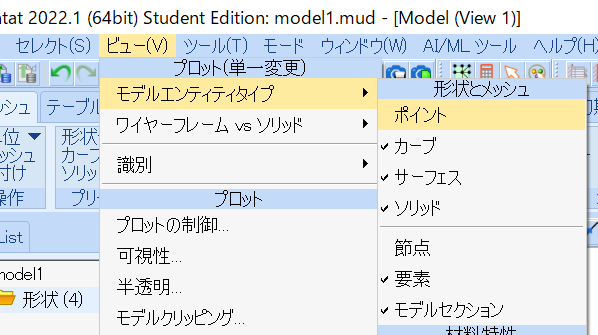 ntat 2022.1 (64bit) Student Edition: model1.mud - [Model (View 1)]
セレクト(S) ビュー(V) ツール(T) モード ウィンドウ(W) AI/ML ツール ヘルプ(H)
プロット(単一変更)
モデルエンティティタイプ
ワイヤーフレーム vs ソリッド
識別
プロット
プロットの制御...
可視性...
半透明...
モデルクリッピング...
形状とメッシュ
ポイント
カーブ
サーフェス
ソリッド
節点
要素
モデルセクション
材料特性
ッシュ テーブル
単位
ッシュ
付け
操作
形状
カーブ
ソリッ
プリー
List
model1
形状 (4)